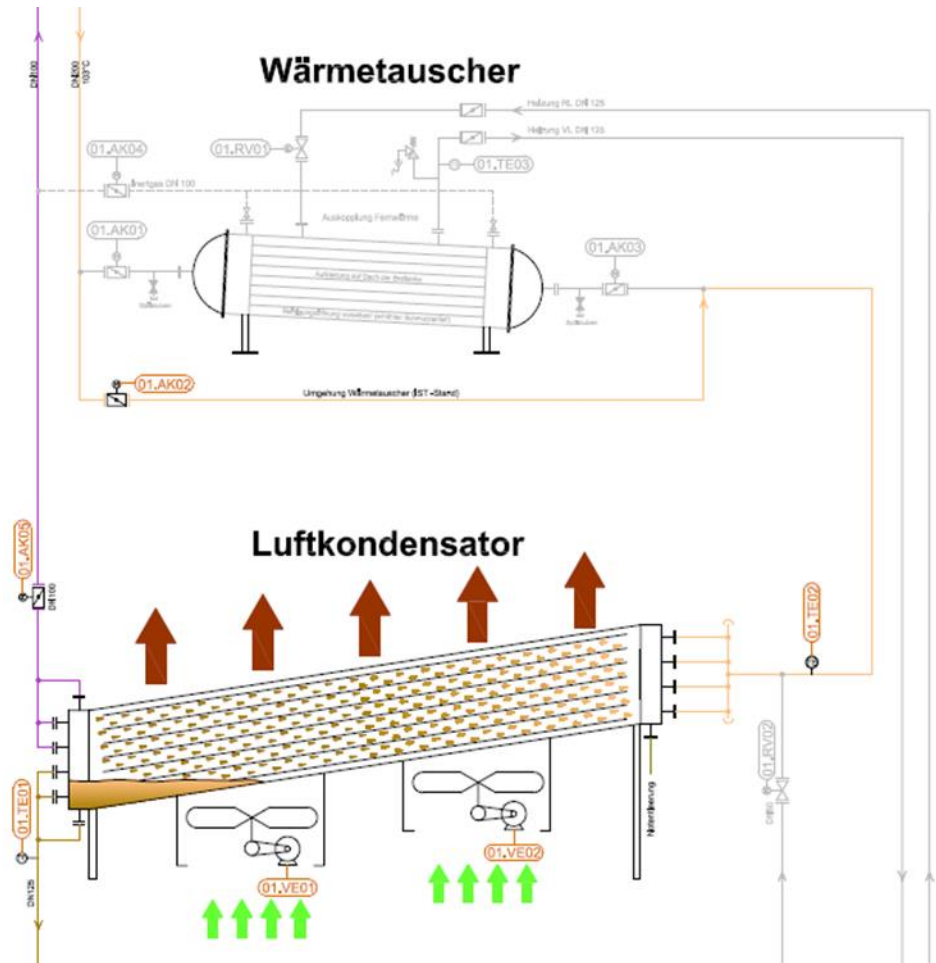 DN100
DN200
103°C
Wärmetauscher
Heizung RL DN 125
Heizung VL DN 125
01.AK04
01.RV01
01.TE03
Inertgas DN 100
Auskopplung Fernwärme
01.AK01
01.AK03
01.AK02
Umgehung Wärmetauscher (IST-Stand)
01.AK05
DN100
Luftkondensator
01.TE02
01.RV02
Notentleerung
01.TE01
DN125
01.VE01
01.VE02